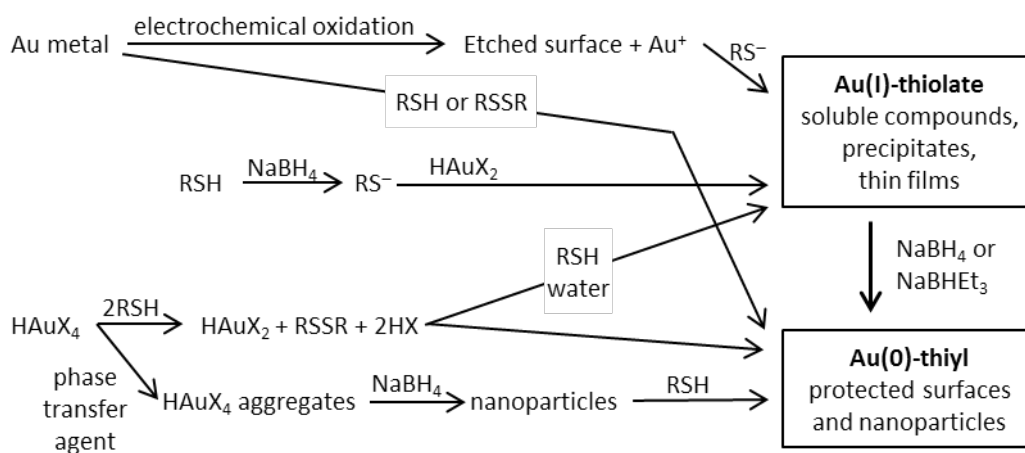 electrochemical oxidation
Au metal
Etched surface + Au⁺
RS⁻
RSH or RSSR
Au(I)-thiolate
soluble compounds,
precipitates,
thin films
RSH
NaBH₄
RS⁻
HAuX₂
RSH
water
NaBH₄ or
NaBHEt₃
HAuX₄
2RSH
HAuX₂ + RSSR + 2HX
phase
transfer
agent
HAuX₄ aggregates
NaBH₄
nanoparticles
RSH
Au(0)-thiyl
protected surfaces
and nanoparticles